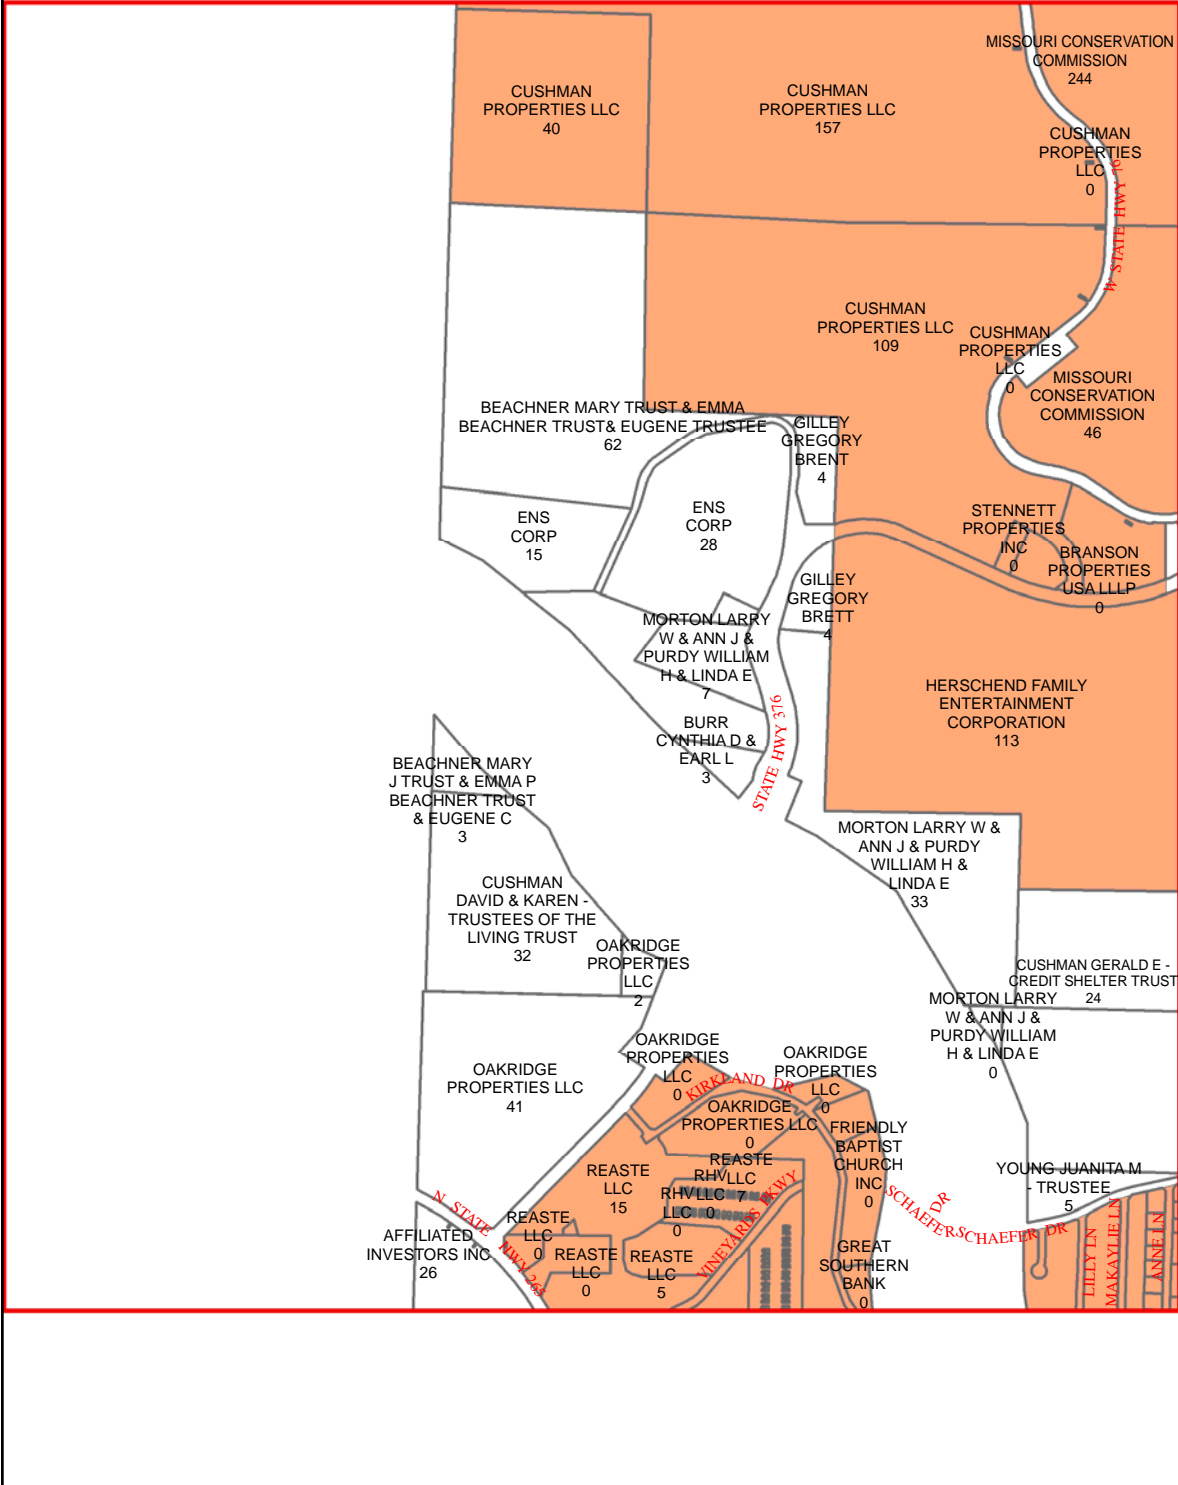 MISSOURI CONSERVATION
COMMISSION
244
CUSHMAN
PROPERTIES LLC
40
CUSHMAN
PROPERTIES LLC
157
CUSHMAN
PROPERTIES
LLC
0
W STATE HWY 76
CUSHMAN
PROPERTIES LLC
109
CUSHMAN
PROPERTIES
LLC
0
MISSOURI
CONSERVATION
COMMISSION
46
BEACHNER MARY TRUST & EMMA
BEACHNER TRUST& EUGENE TRUSTEE
62
GILLEY
GREGORY
BRENT
4
ENS
CORP
15
ENS
CORP
28
STENNETT
PROPERTIES
INC
0
BRANSON
PROPERTIES
USA LLLP
0
GILLEY
GREGORY
BRETT
4
MORTON LARRY
W & ANN J &
PURDY WILLIAM
H & LINDA E
7
HERSCHEND FAMILY
ENTERTAINMENT
CORPORATION
113
BURR
CYNTHIA D &
EARL L
3
STATE HWY 376
BEACHNER MARY
J TRUST & EMMA P
BEACHNER TRUST
& EUGENE C
3
MORTON LARRY W &
ANN J & PURDY
WILLIAM H &
LINDA E
33
CUSHMAN
DAVID & KAREN -
TRUSTEES OF THE
LIVING TRUST
32
OAKRIDGE
PROPERTIES
LLC
2
CUSHMAN GERALD E -
CREDIT SHELTER TRUST
24
MORTON LARRY
W & ANN J &
PURDY WILLIAM
H & LINDA E
0
OAKRIDGE
PROPERTIES LLC
41
OAKRIDGE
PROPERTIES
LLC
0
KIRKLAND DR
OAKRIDGE
PROPERTIES
LLC
0
OAKRIDGE
PROPERTIES LLC
0
FRIENDLY
BAPTIST
CHURCH
INC
0
REASTE
LLC
15
REASTE
LLC
7
RHV
LLC
0
RHV
LLC
0
VINEYARDS PKWY
YOUNG JUANITA M
- TRUSTEE
5
SCHAEFER DR
SCHAEFER DR
N STATE HWY 265
AFFILIATED
INVESTORS INC
26
REASTE
LLC
0
REASTE
LLC
0
REASTE
LLC
5
GREAT
SOUTHERN
BANK
0
LILLY LN
MAKAYLIE LN
ANNE LN